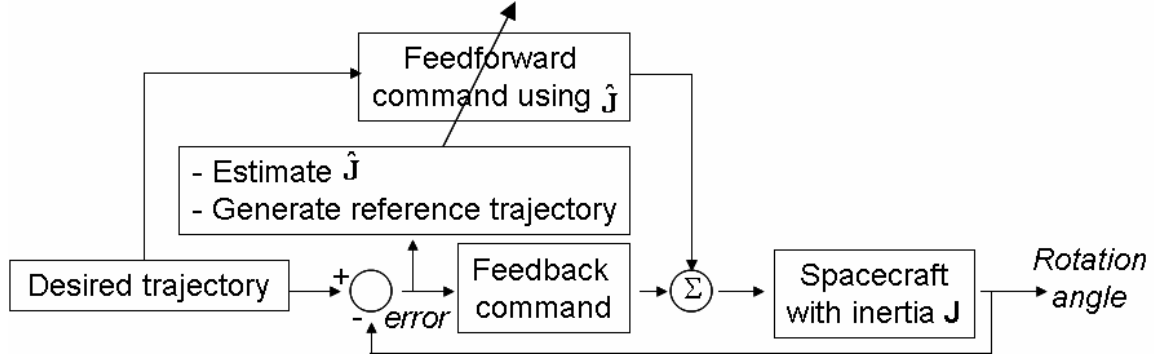 Feedforward
command using Ĵ
- Estimate Ĵ
- Generate reference trajectory
Desired trajectory
+
-
error
Feedback
command
Σ
Spacecraft
with inertia J
Rotation
angle